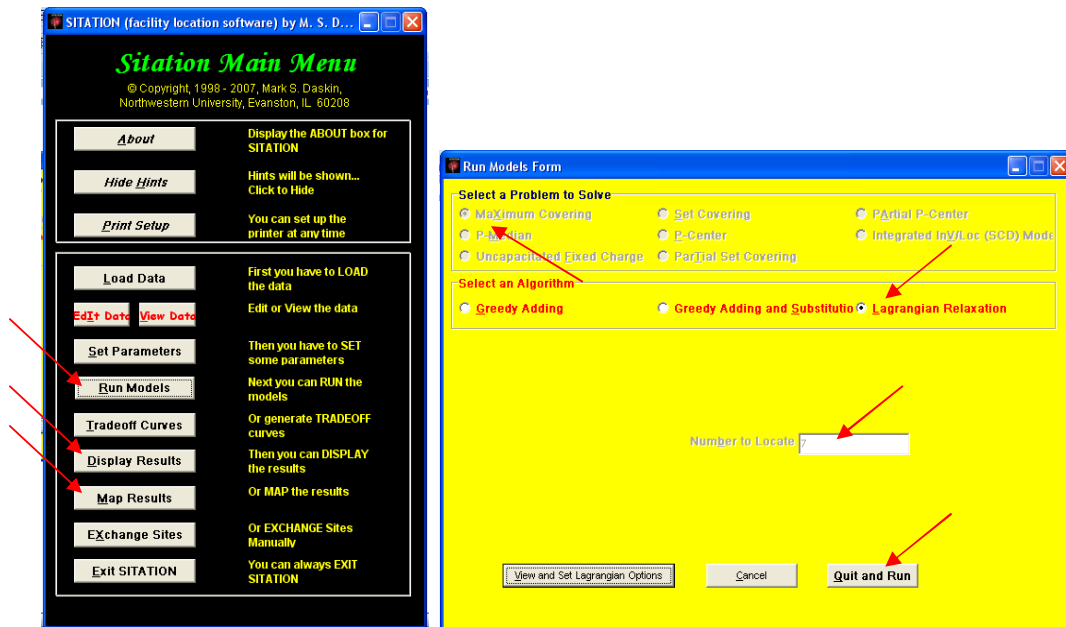 SITATION (facility location software) by M. S. D...
Sitation Main Menu
© Copyright, 1998 - 2007, Mark S. Daskin,
Northwestern University, Evanston, IL 60208
About
Display the ABOUT box for
SITATION
Hide Hints
Hints will be shown...
Click to Hide
Print Setup
You can set up the
printer at any time
Load Data
First you have to LOAD
the data
EdIt Data
View Data
Edit or View the data
Set Parameters
Then you have to SET
some parameters
Run Models
Next you can RUN the
models
Tradeoff Curves
Or generate TRADEOFF
curves
Display Results
Then you can DISPLAY
the results
Map Results
Or MAP the results
EXchange Sites
Or EXCHANGE Sites
Manually
Exit SITATION
You can always EXIT
SITATION
Run Models Form
Select a Problem to Solve
MaXimum Covering
Set Covering
PArtial P-Center
P-Median
P-Center
Integrated InV/Loc (SCD) Mode
Uncapacitated Fixed Charge
ParTial Set Covering
Select an Algorithm
Greedy Adding
Greedy Adding and Substitutio
Lagrangian Relaxation
Number to Locate 7
View and Set Lagrangian Options
Cancel
Quit and Run